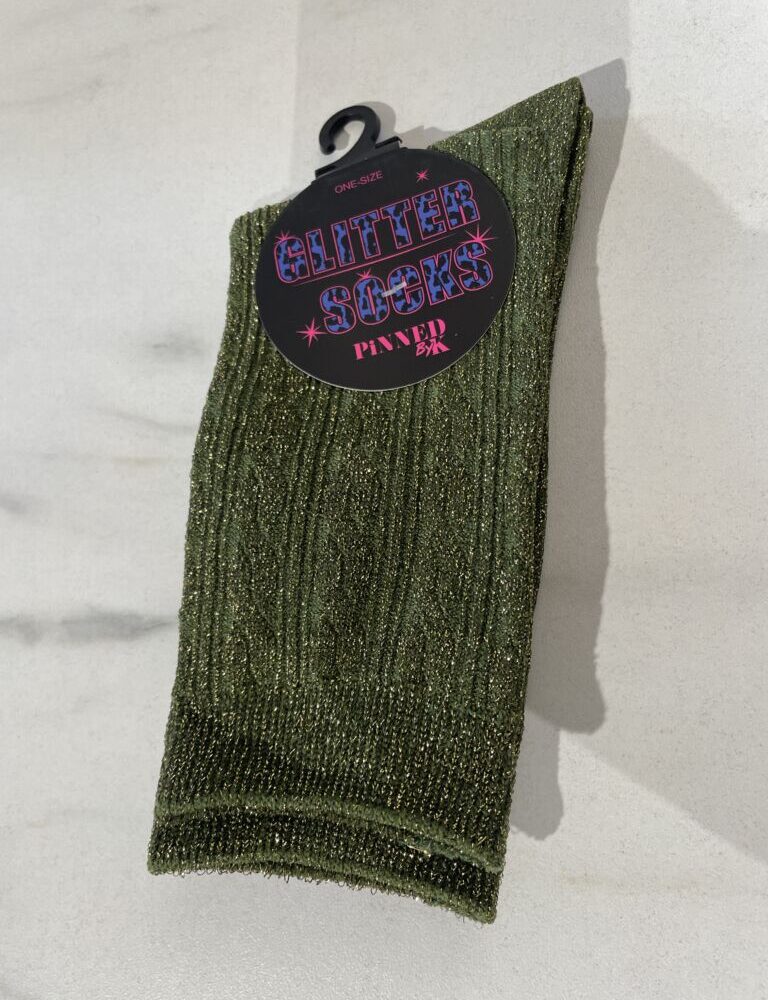 ONE-SIZE
GLITTER
SOCKS
PiNNED
ByK